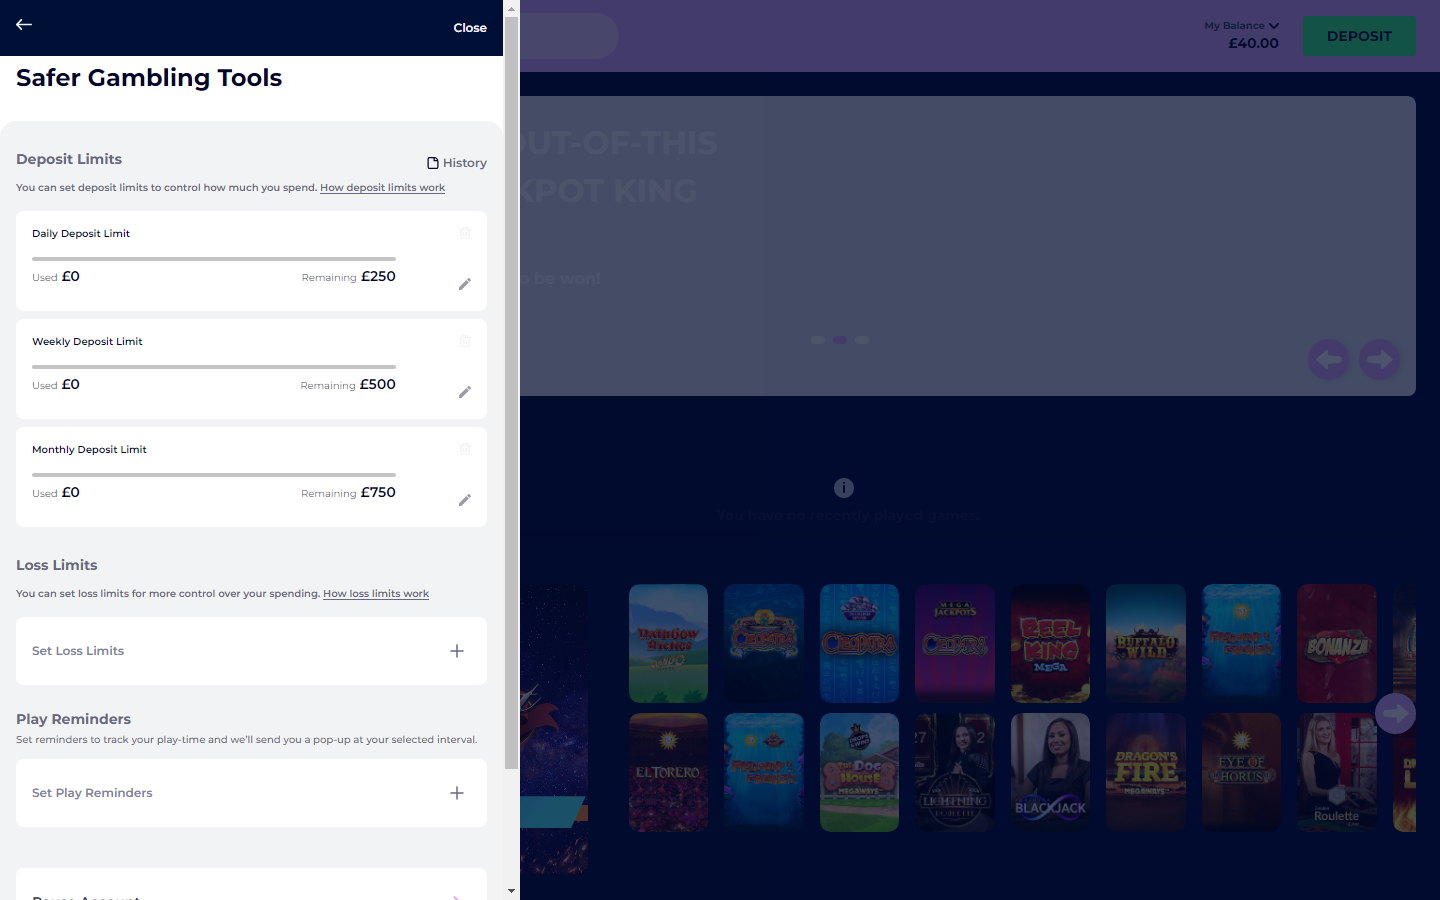 Close
Safer Gambling Tools
Deposit Limits
History
You can set deposit limits to control how much you spend. How deposit limits work
Daily Deposit Limit
Used £0
Remaining £250
Weekly Deposit Limit
Used £0
Remaining £500
Monthly Deposit Limit
Used £0
Remaining £750
Loss Limits
You can set loss limits for more control over your spending. How loss limits work
Set Loss Limits
Play Reminders
Set reminders to track your play-time and we'll send you a pop-up at your selected interval.
Set Play Reminders
Pause Account
My Balance
£40.00
DEPOSIT
OUT-OF-THIS
KPOT KING
o be won!
You have no recently played games.
RAINBOW
RICHES
CLEOPATRA
CLEOPATRA
MEGA
JACKPOTS
CLEOPATRA
REEL
KING
MEGA
BUFFALO
WILD
FISHIN'
FRENZY
BONANZA
EL TORERO
FISHIN'
FRENZY
DROPS
& WINS
THE DOG
HOUSE
MEGAWAYS
LIGHTNING
ROULETTE
BLACKJACK
DRAGON'S
FIRE
MEGAWAYS
EYE OF
HORUS
Roulette